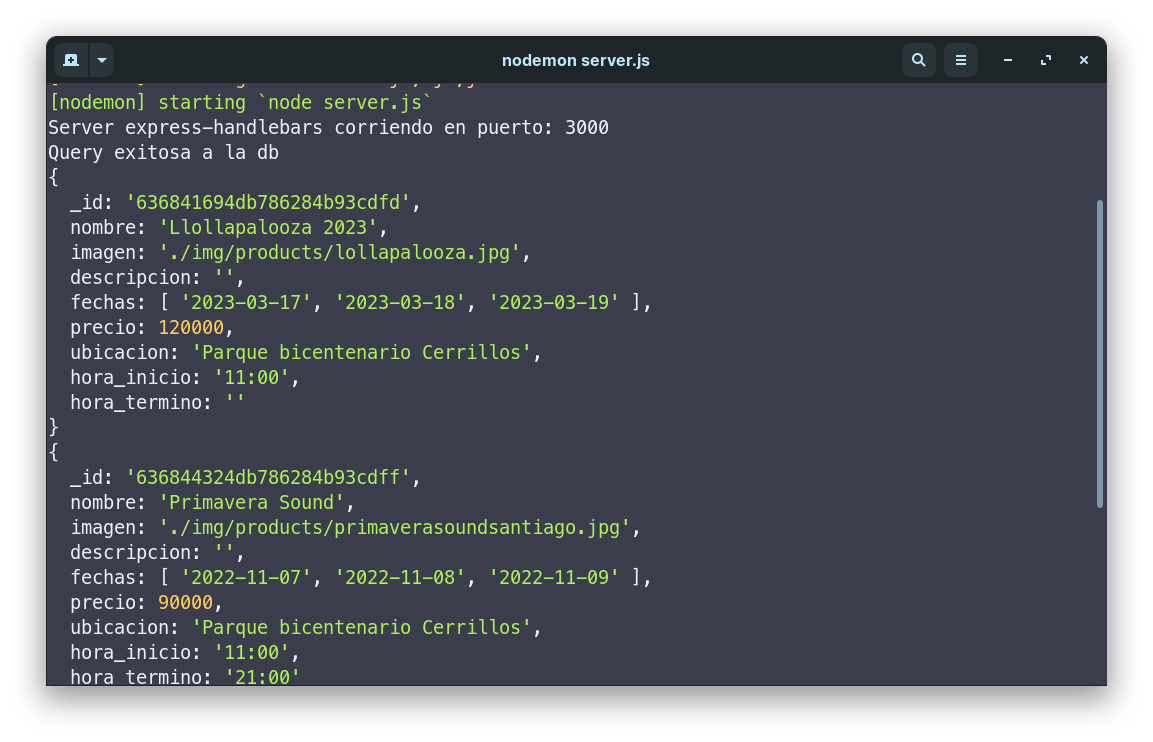 nodemon server.js
[nodemon] starting `node server.js`
Server express-handlebars corriendo en puerto: 3000
Query exitosa a la db
{
  _id: '636841694db786284b93cdfd',
  nombre: 'Llollapalooza 2023',
  imagen: './img/products/lollapalooza.jpg',
  descripcion: '',
  fechas: [ '2023-03-17', '2023-03-18', '2023-03-19' ],
  precio: 120000,
  ubicacion: 'Parque bicentenario Cerrillos',
  hora_inicio: '11:00',
  hora_termino: ''
}
{
  _id: '636844324db786284b93cdff',
  nombre: 'Primavera Sound',
  imagen: './img/products/primaverasoundsantiago.jpg',
  descripcion: '',
  fechas: [ '2022-11-07', '2022-11-08', '2022-11-09' ],
  precio: 90000,
  ubicacion: 'Parque bicentenario Cerrillos',
  hora_inicio: '11:00',
  hora_termino: '21:00'